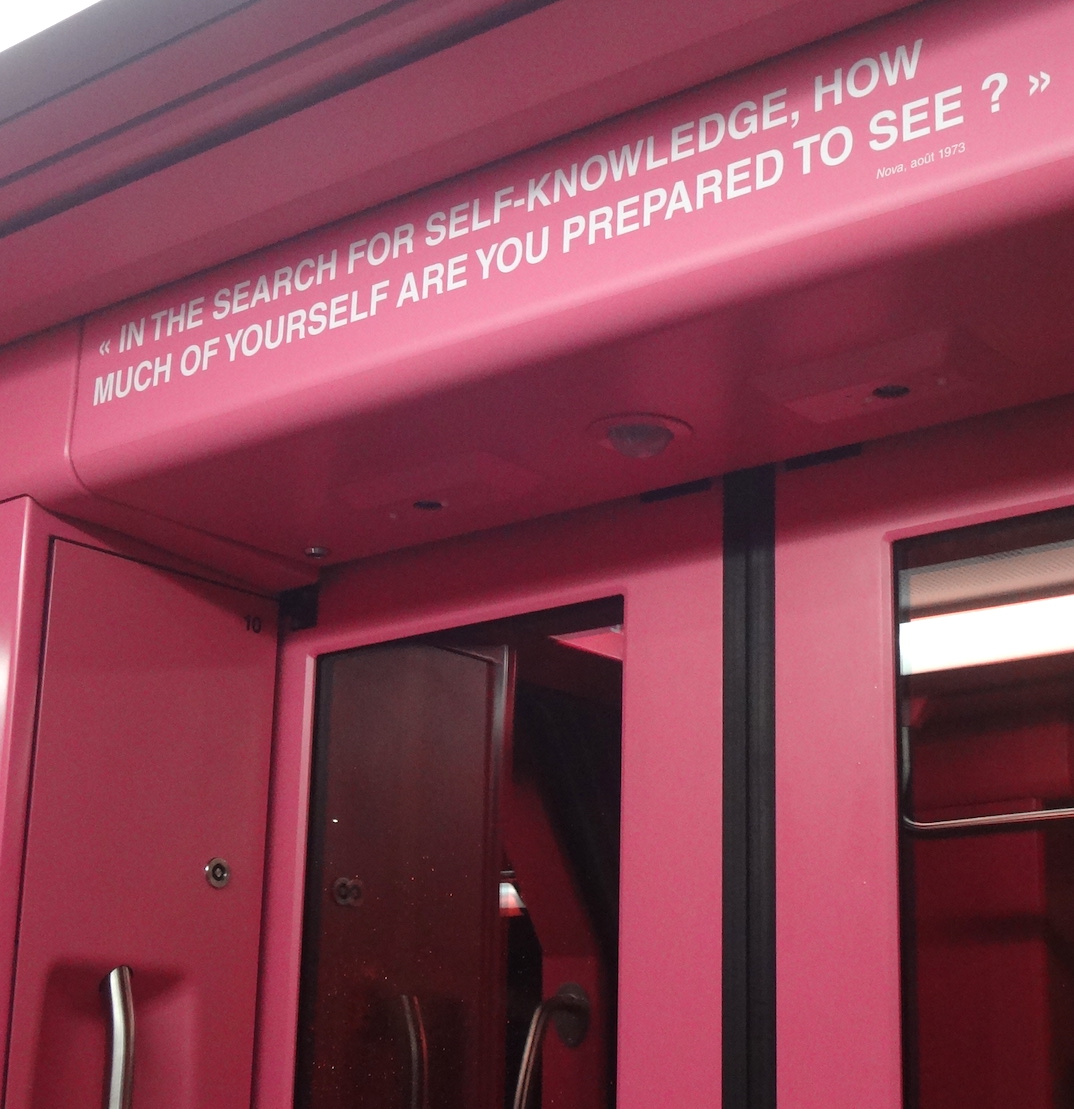 « IN THE SEARCH FOR SELF-KNOWLEDGE, HOW
MUCH OF YOURSELF ARE YOU PREPARED TO SEE ? »
Nova, août 1973
10